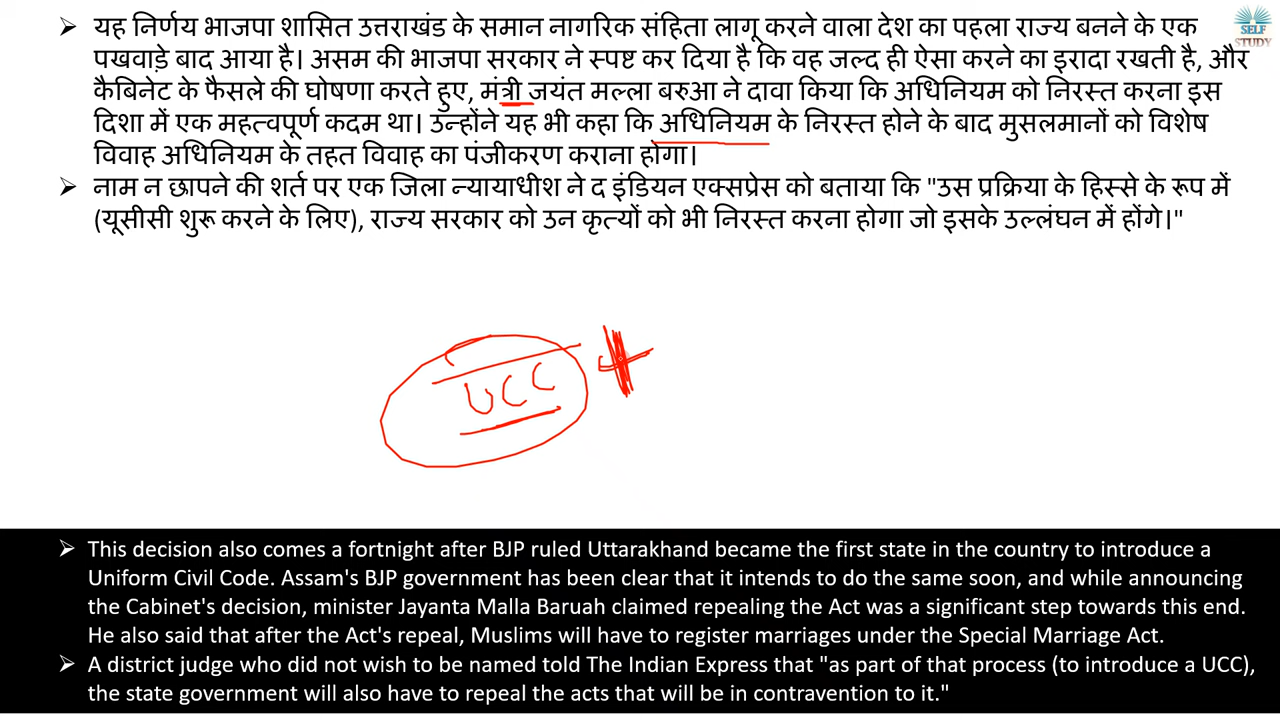 SELF
STUDY
➢ यह निर्णय भाजपा शासित उत्तराखंड के समान नागरिक संहिता लागू करने वाला देश का पहला राज्य बनने के एक
पखवाड़े बाद आया है। असम की भाजपा सरकार ने स्पष्ट कर दिया है कि वह जल्द ही ऐसा करने का इरादा रखती है, और
कैबिनेट के फैसले की घोषणा करते हुए, मंत्री जयंत मल्ला बरुआ ने दावा किया कि अधिनियम को निरस्त करना इस
दिशा में एक महत्वपूर्ण कदम था। उन्होंने यह भी कहा कि अधिनियम के निरस्त होने के बाद मुसलमानों को विशेष
विवाह अधिनियम के तहत विवाह का पंजीकरण कराना होगा।
➢ नाम न छापने की शर्त पर एक जिला न्यायाधीश ने द इंडियन एक्सप्रेस को बताया कि "उस प्रक्रिया के हिस्से के रूप में
(यूसीसी शुरू करने के लिए), राज्य सरकार को उन कृत्यों को भी निरस्त करना होगा जो इसके उल्लंघन में होंगे।"
UCC
➢ This decision also comes a fortnight after BJP ruled Uttarakhand became the first state in the country to introduce a
Uniform Civil Code. Assam's BJP government has been clear that it intends to do the same soon, and while announcing
the Cabinet's decision, minister Jayanta Malla Baruah claimed repealing the Act was a significant step towards this end.
He also said that after the Act's repeal, Muslims will have to register marriages under the Special Marriage Act.
➢ A district judge who did not wish to be named told The Indian Express that "as part of that process (to introduce a UCC),
the state government will also have to repeal the acts that will be in contravention to it."